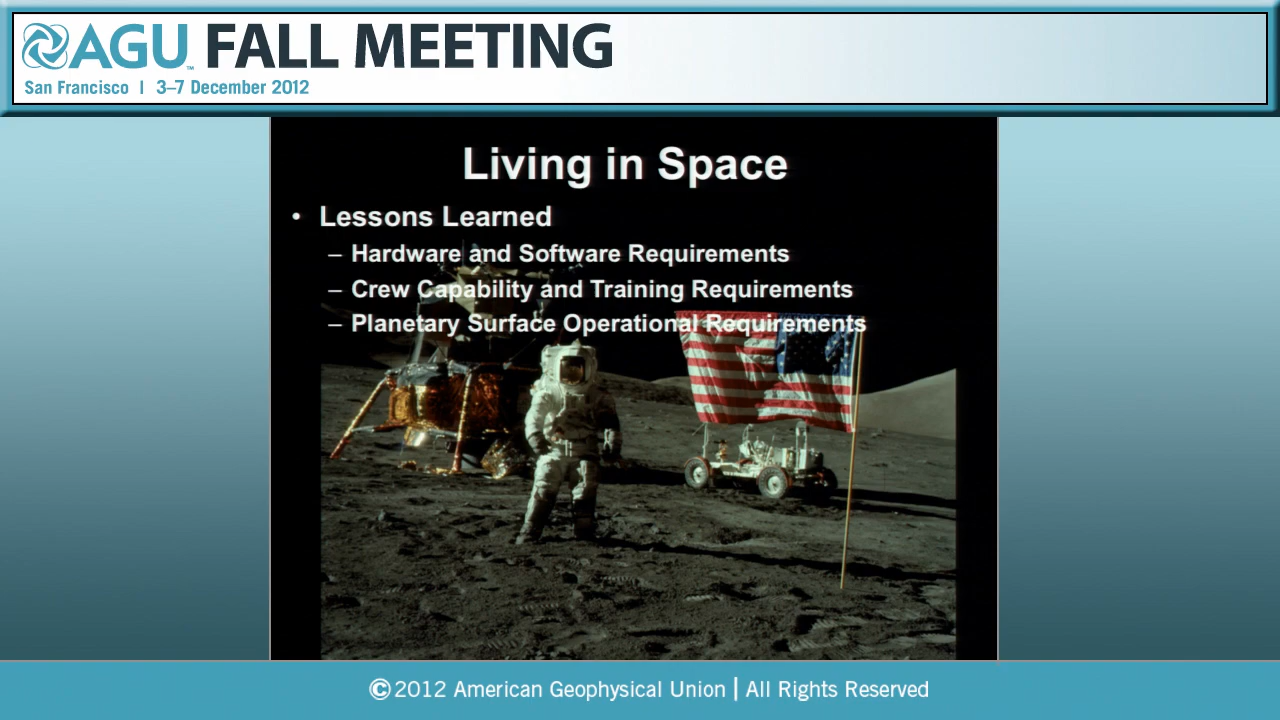 AGU™ FALL MEETING
San Francisco | 3–7 December 2012
Living in Space
• Lessons Learned
– Hardware and Software Requirements
– Crew Capability and Training Requirements
– Planetary Surface Operational Requirements
©2012 American Geophysical Union | All Rights Reserved